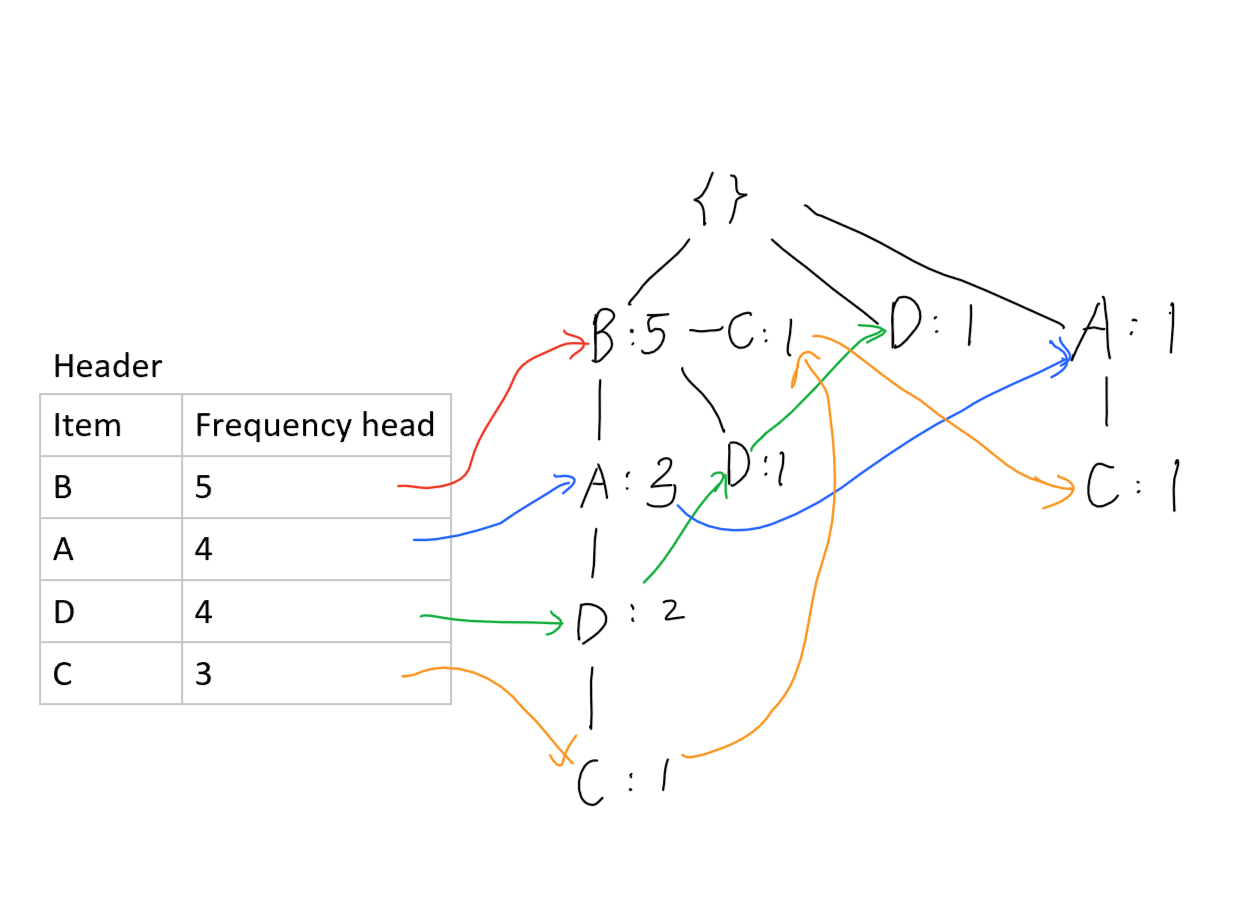 {}
B:5 — C:1 D:1 A:1
Header
Item Frequency head
B 5
A 4
D 4
C 3
A:3 D:1 C:1
D:2
C:1